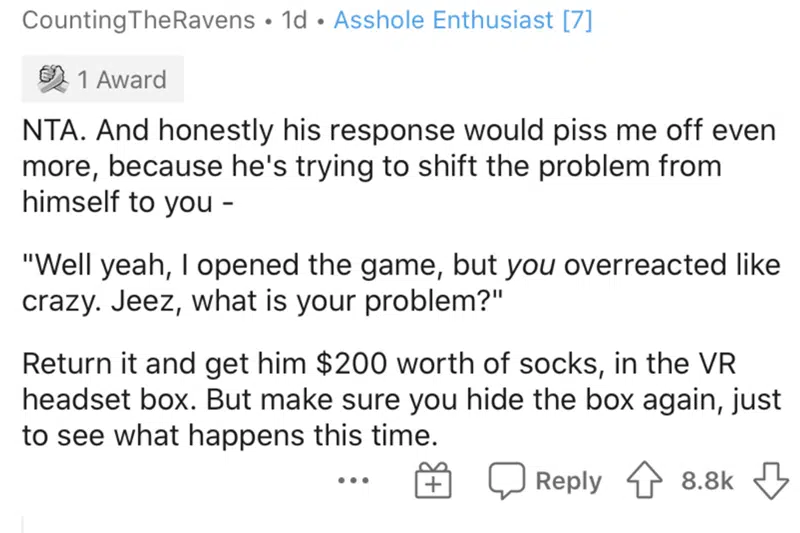 CountingTheRavens • 1d • Asshole Enthusiast [7]
1 Award
NTA. And honestly his response would piss me off even
more, because he's trying to shift the problem from
himself to you -
"Well yeah, I opened the game, but you overreacted like
crazy. Jeez, what is your problem?"
Return it and get him $200 worth of socks, in the VR
headset box. But make sure you hide the box again, just
to see what happens this time.
Reply 8.8k